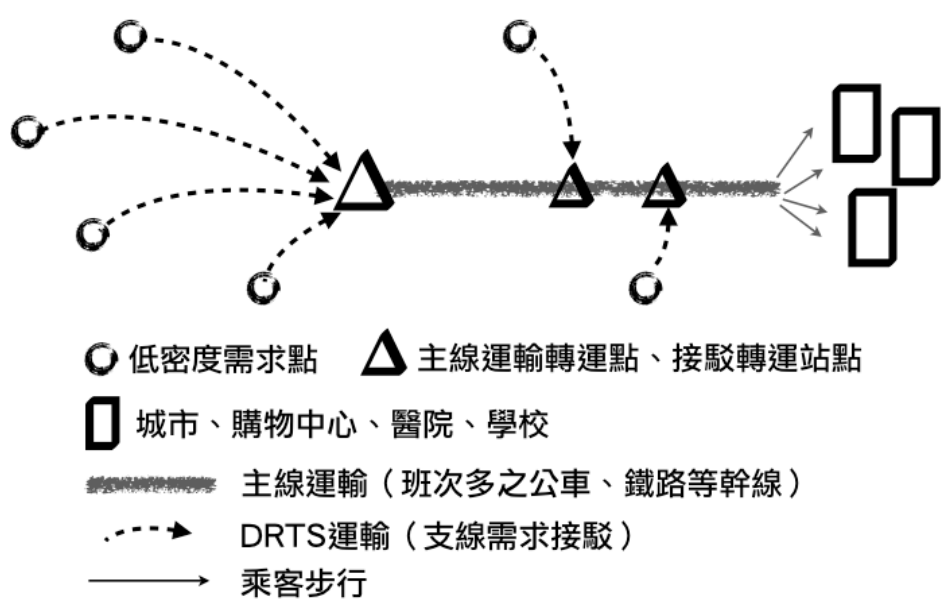 低密度需求點 主線運輸轉運點、接駁轉運站點
城市、購物中心、醫院、學校
主線運輸（班次多之公車、鐵路等幹線）
DRTS運輸（支線需求接駁）
乘客步行